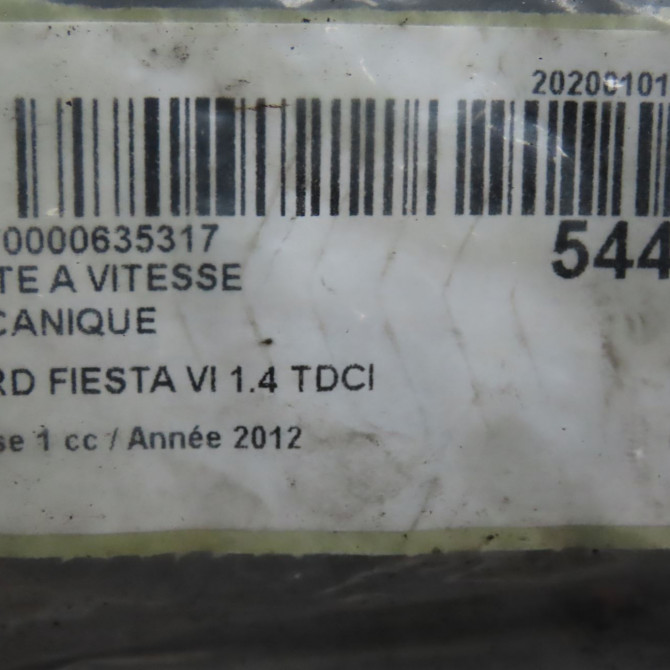 20200101
0000635317
544
TE A VITESSE
CANIQUE
RD FIESTA VI 1.4 TDCI
se 1 cc / Année 2012